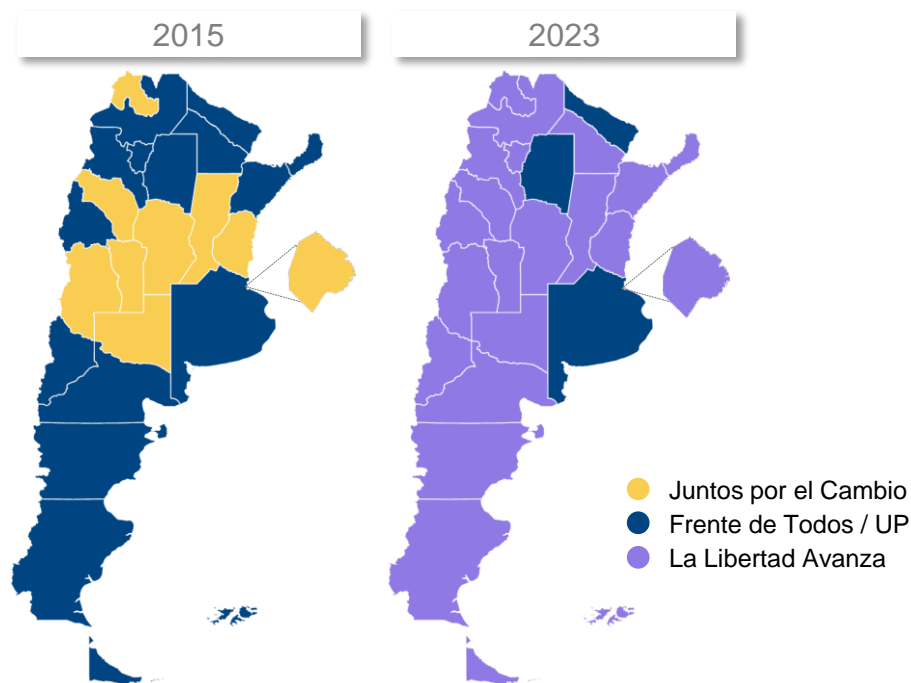 2015
2023
Juntos por el Cambio
Frente de Todos / UP
La Libertad Avanza